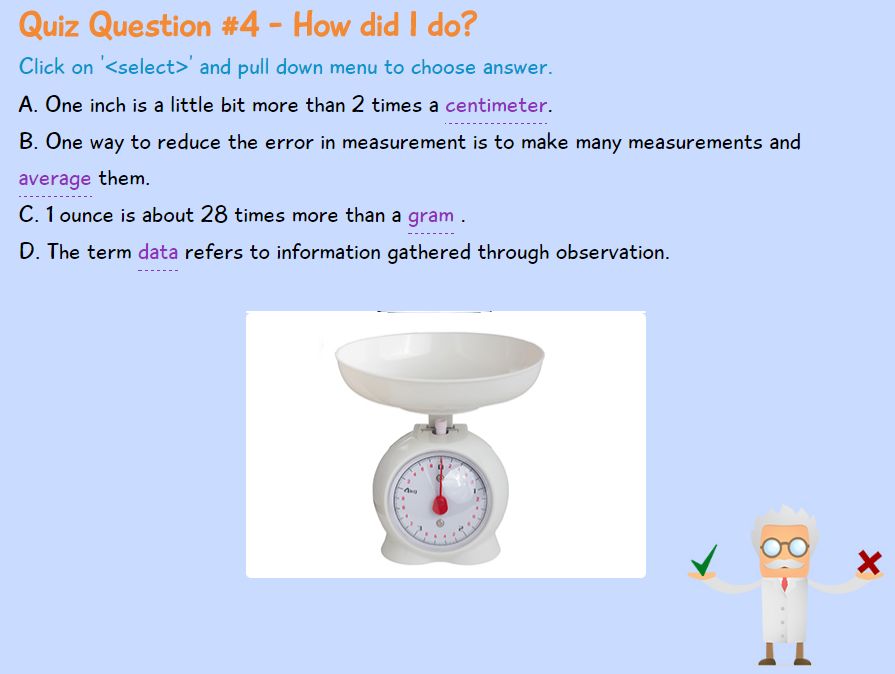 Quiz Question #4 - How did I do?
Click on '<select>' and pull down menu to choose answer.
A. One inch is a little bit more than 2 times a centimeter.
B. One way to reduce the error in measurement is to make many measurements and
average them.
C. 1 ounce is about 28 times more than a gram .
D. The term data refers to information gathered through observation.